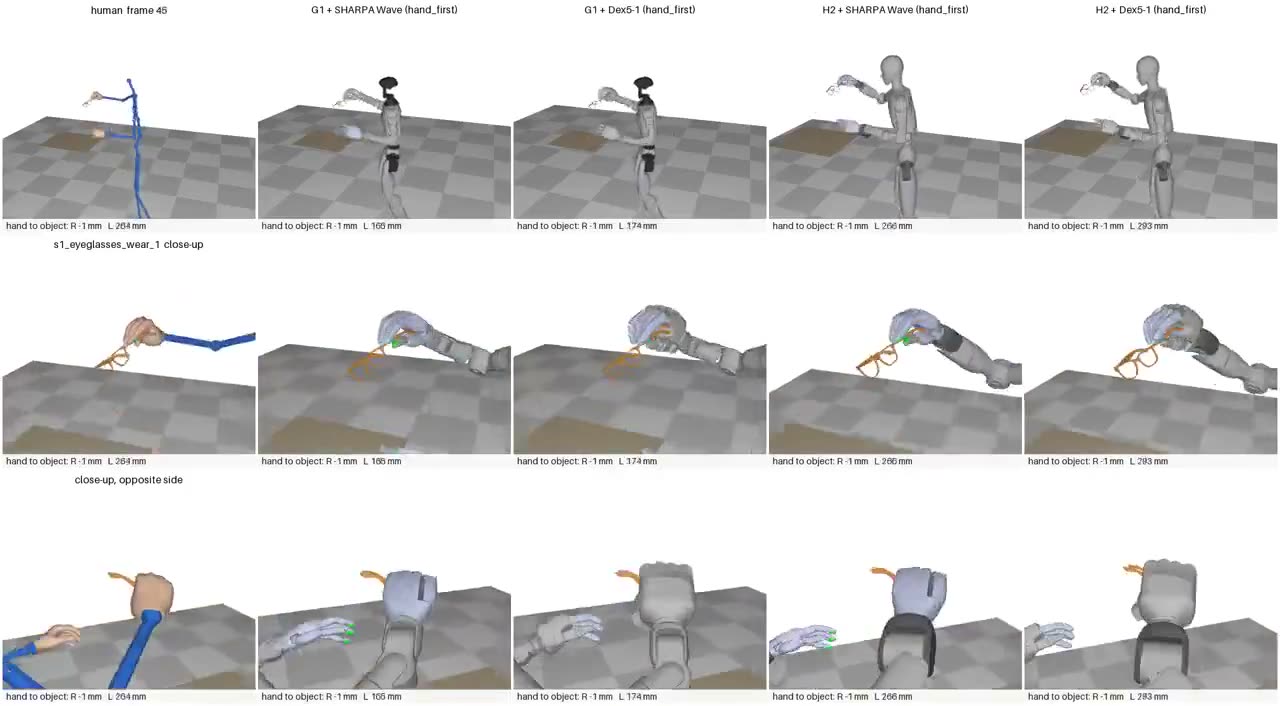 human frame 45
G1 + SHARPA Wave (hand_first)
G1 + Dex5-1 (hand_first)
H2 + SHARPA Wave (hand_first)
H2 + Dex5-1 (hand_first)
hand to object: R -1 mm L 264 mm
hand to object: R -1 mm L 165 mm
hand to object: R -1 mm L 174 mm
hand to object: R -1 mm L 266 mm
hand to object: R -1 mm L 293 mm
s1_eyeglasses_wear_1 close-up
hand to object: R -1 mm L 264 mm
hand to object: R -1 mm L 165 mm
hand to object: R -1 mm L 174 mm
hand to object: R -1 mm L 266 mm
hand to object: R -1 mm L 293 mm
close-up, opposite side
hand to object: R -1 mm L 264 mm
hand to object: R -1 mm L 165 mm
hand to object: R -1 mm L 174 mm
hand to object: R -1 mm L 266 mm
hand to object: R -1 mm L 293 mm